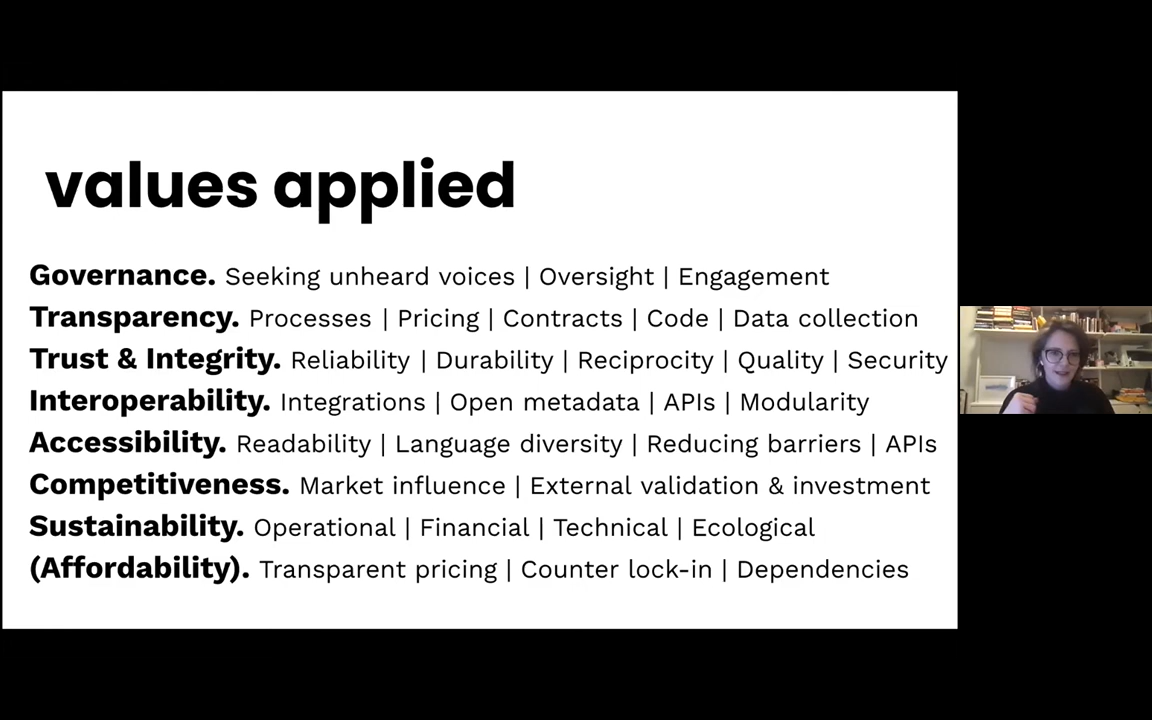 values applied
Governance. Seeking unheard voices | Oversight | Engagement
Transparency. Processes | Pricing | Contracts | Code | Data collection
Trust & Integrity. Reliability | Durability | Reciprocity | Quality | Security
Interoperability. Integrations | Open metadata | APIs | Modularity
Accessibility. Readability | Language diversity | Reducing barriers | APIs
Competitiveness. Market influence | External validation & investment
Sustainability. Operational | Financial | Technical | Ecological
(Affordability). Transparent pricing | Counter lock-in | Dependencies